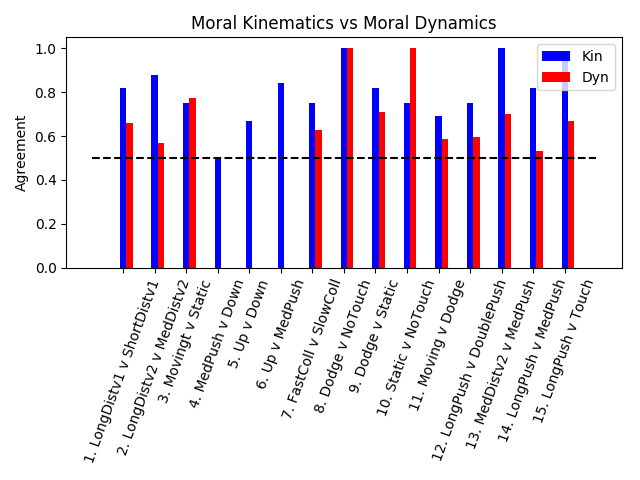 Moral Kinematics vs Moral Dynamics
Kin
Dyn
Agreement
1.0
0.8
0.6
0.4
0.2
0.0
1. LongDistv1 v ShortDistv1
2. LongDistv2 v MedDistv2
3. Movingt v Static
4. MedPush v Down
5. Up v Down
6. Up v MedPush
7. FastColl v SlowColl
8. Dodge v NoTouch
9. Dodge v Static
10. Static v NoTouch
11. Moving v Dodge
12. LongPush v DoublePush
13. MedDistv2 v MedPush
14. LongPush v MedPush
15. LongPush v Touch